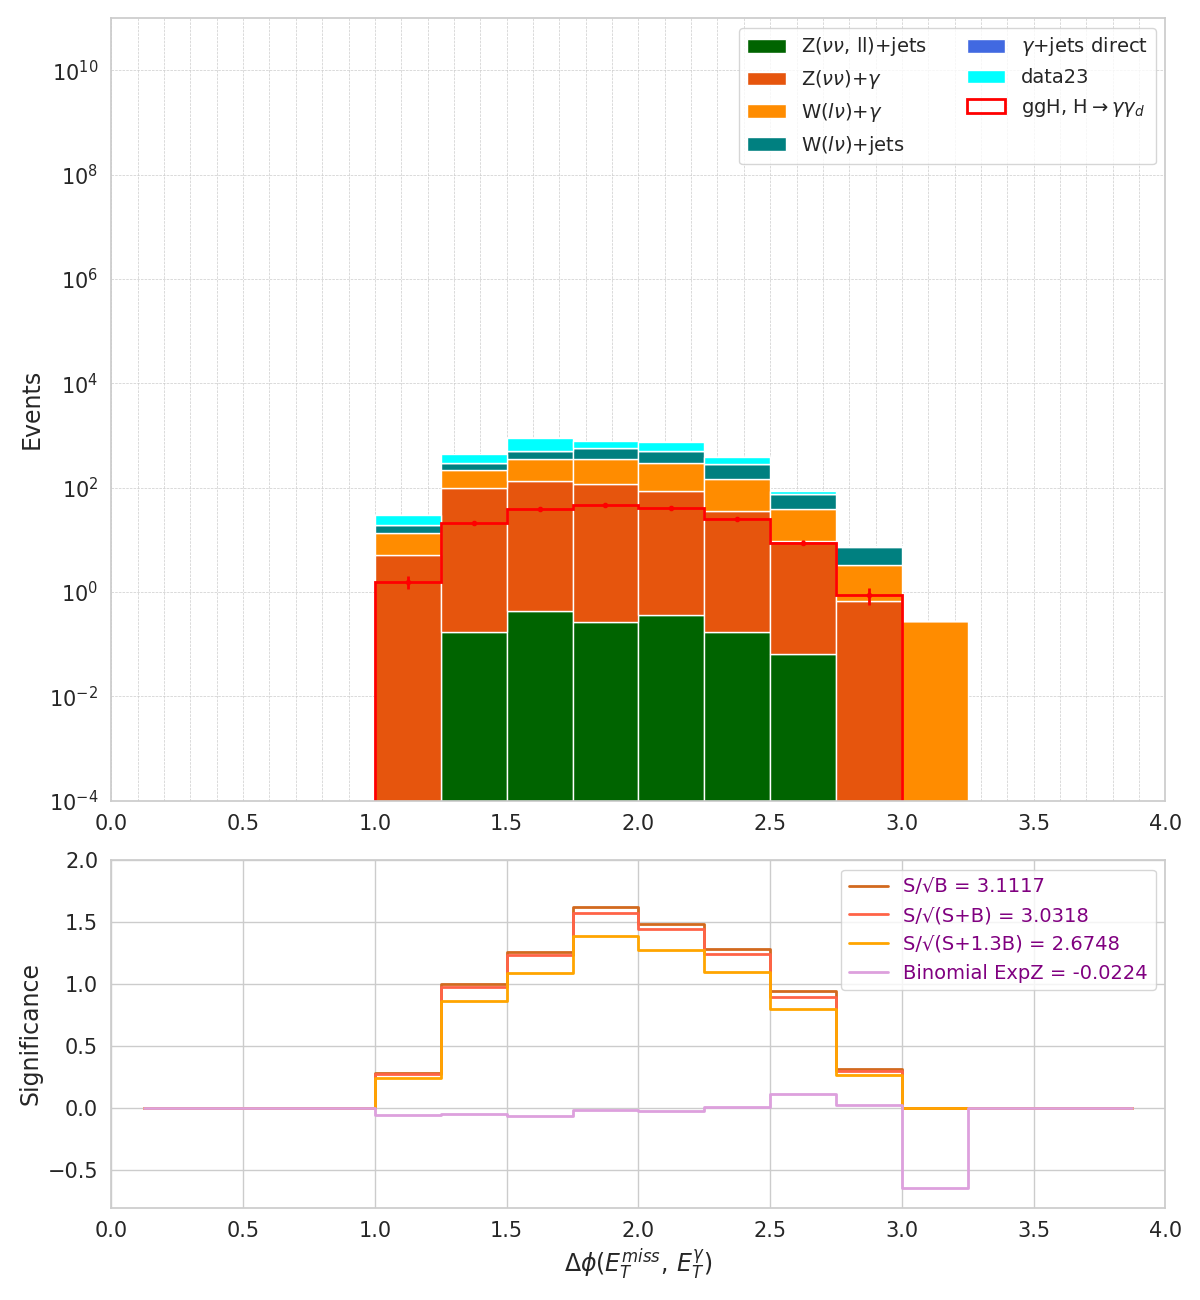 Events
10^10
10^8
10^6
10^4
10^2
10^0
10^−2
10^−4
Z(νν, ll)+jets
Z(νν)+γ
W(lν)+γ
W(lν)+jets
γ+jets direct
data23
ggH, H→γγ_d
0.0 0.5 1.0 1.5 2.0 2.5 3.0 3.5 4.0
Significance
2.0
1.5
1.0
0.5
0.0
−0.5
S/√B = 3.1117
S/√(S+B) = 3.0318
S/√(S+1.3B) = 2.6748
Binomial ExpZ = -0.0224
0.0 0.5 1.0 1.5 2.0 2.5 3.0 3.5 4.0
Δϕ(E_T^miss, E_T^γ)